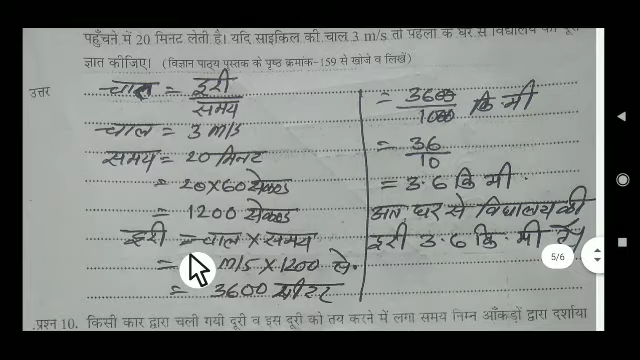 पहुँचने में 20 मिनट लेती है। यदि साइकिल की चाल 3 m/s तो पहला के घर से विद्यालय की दूरी
ज्ञात कीजिए। (विज्ञान पाठ्य पुस्तक के पृष्ठ क्रमांक-159 से खोजे व लिखें)
उत्तर
चाल = दूरी / समय
चाल = 3 m/s
समय = 20 मिनट
= 20×60 सेकण्ड
= 1200 सेकण्ड
दूरी = चाल × समय
= m/s × 1200 से.
= 3600 मीटर
= 3600 / 1000 कि मी
= 36 / 10
= 3.6 कि मी.
अतः घर से विद्यालय की
दूरी 3.6 कि. मी है
5/6
प्रश्न 10. किसी कार द्वारा चली गयी दूरी व इस दूरी को तय करने में लगा समय निम्न आँकड़ों द्वारा दर्शाया